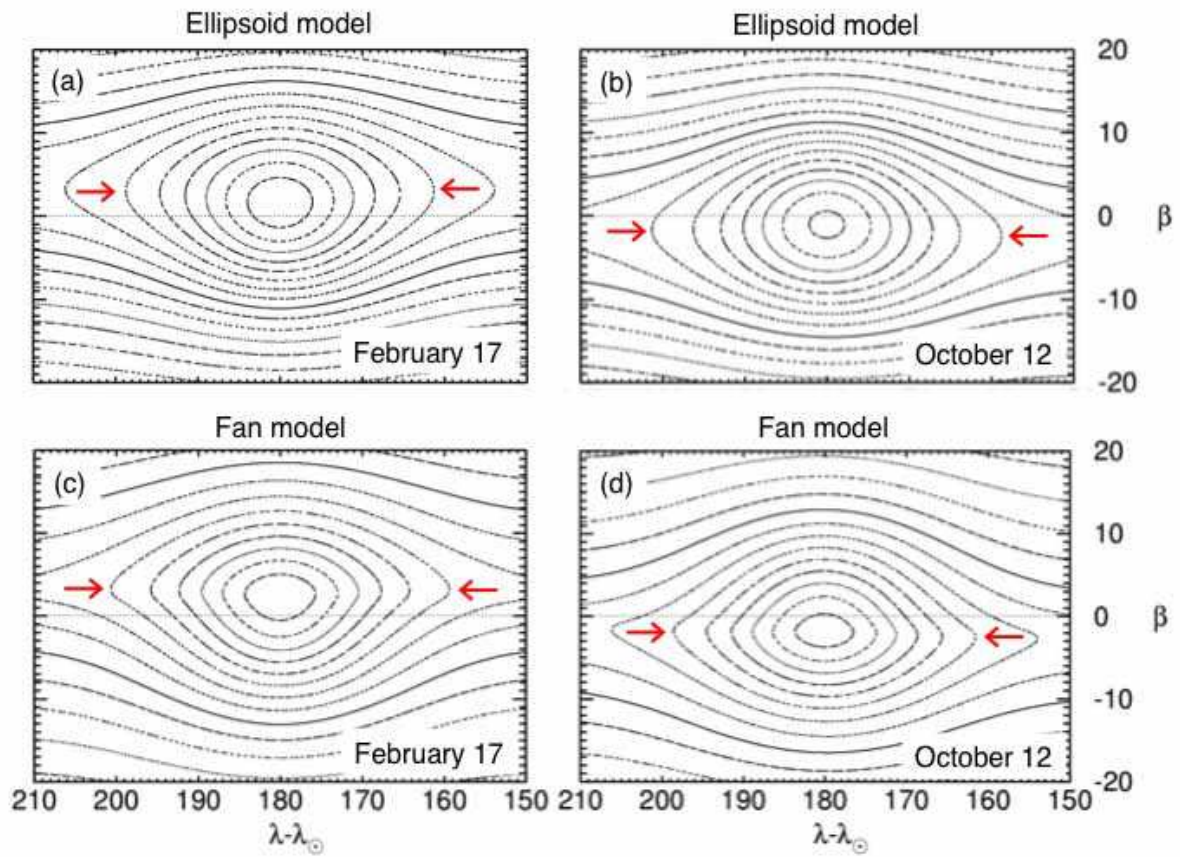 Ellipsoid model
Ellipsoid model
(a)
(b)
20
10
0
β
-10
-20
February 17
October 12
Fan model
Fan model
(c)
(d)
20
10
0
β
-10
-20
February 17
October 12
210 200 190 180 170 160 150
210 200 190 180 170 160 150
λ-λ☉
λ-λ☉